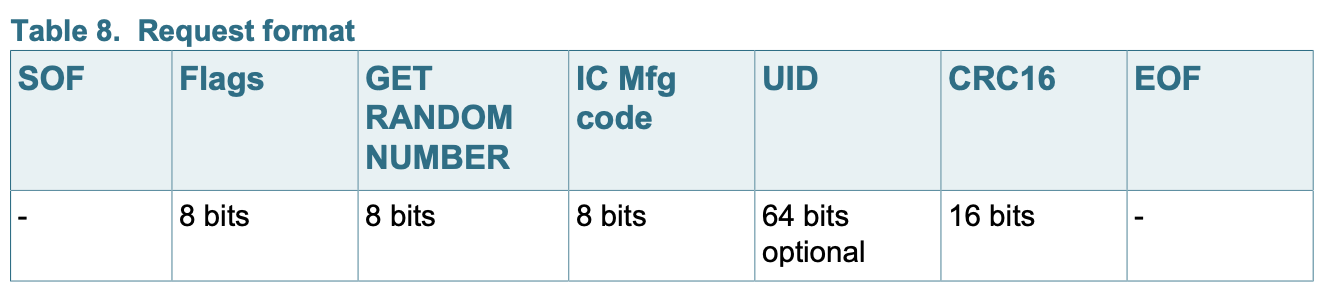 Table 8. Request format
SOF Flags GET RANDOM NUMBER IC Mfg code UID CRC16 EOF
- 8 bits 8 bits 8 bits 64 bits optional 16 bits -